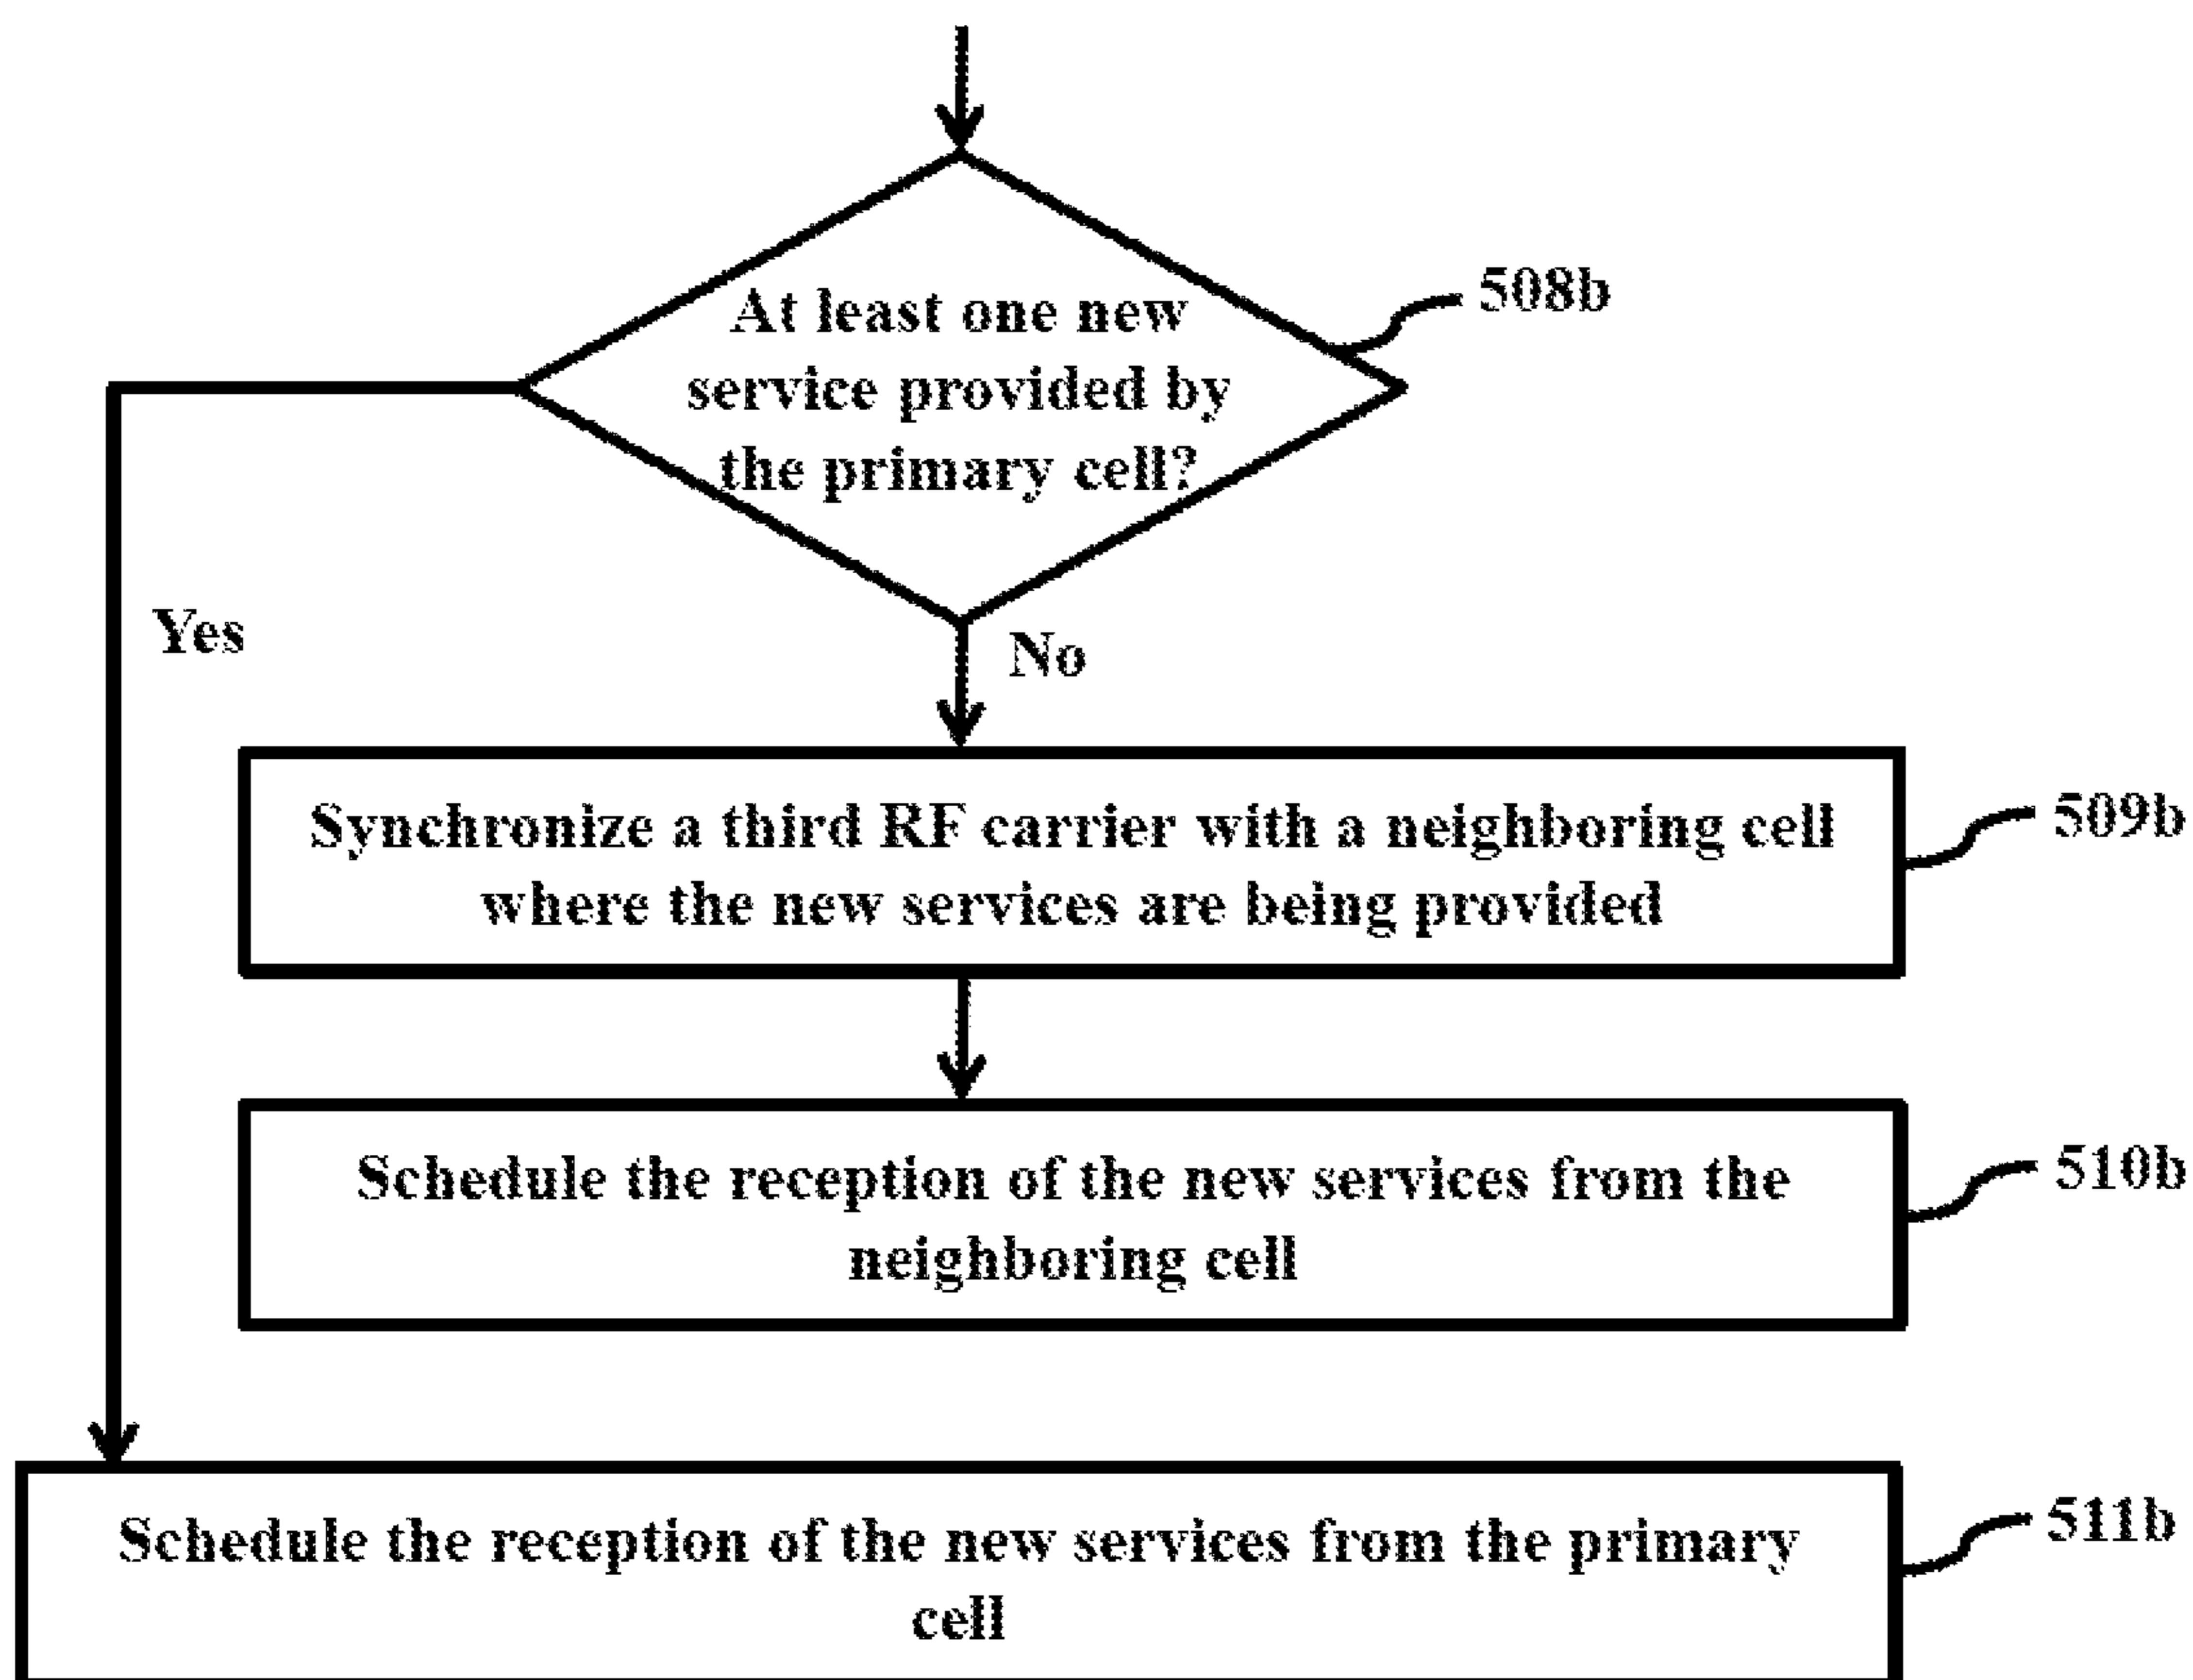 At least one new
service provided by
the primary cell?
508b
Yes
No
Synchronize a third RF carrier with a neighboring cell
where the new services are being provided
509b
Schedule the reception of the new services from the
neighboring cell
510b
Schedule the reception of the new services from the primary
cell
511b